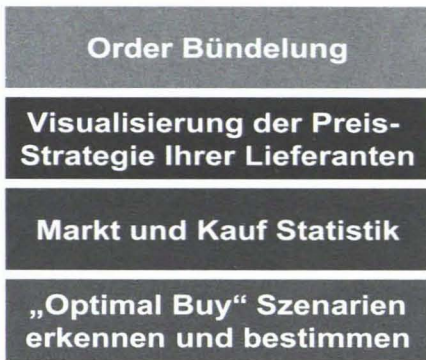 Order Bündelung
Visualisierung der Preis-
Strategie Ihrer Lieferanten
Markt und Kauf Statistik
„Optimal Buy“ Szenarien
erkennen und bestimmen